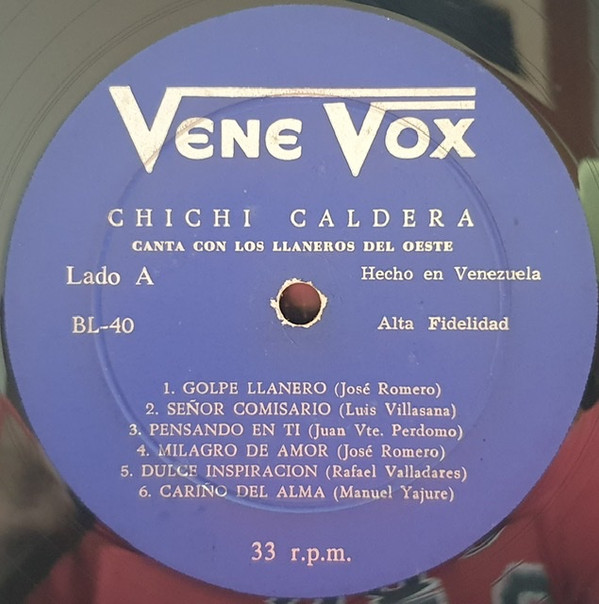 VENE VOX
CHICHI CALDERA
CANTA CON LOS LLANEROS DEL OESTE
Lado A
Hecho en Venezuela
BL-40
Alta Fidelidad
1. GOLPE LLANERO (José Romero)
2. SEÑOR COMISARIO (Luis Villasana)
3. PENSANDO EN TI (Juan Vte. Perdomo)
4. MILAGRO DE AMOR (José Romero)
5. DULCE INSPIRACION (Rafael Valladares)
6. CARIÑO DEL ALMA (Manuel Yajure)
33 r.p.m.